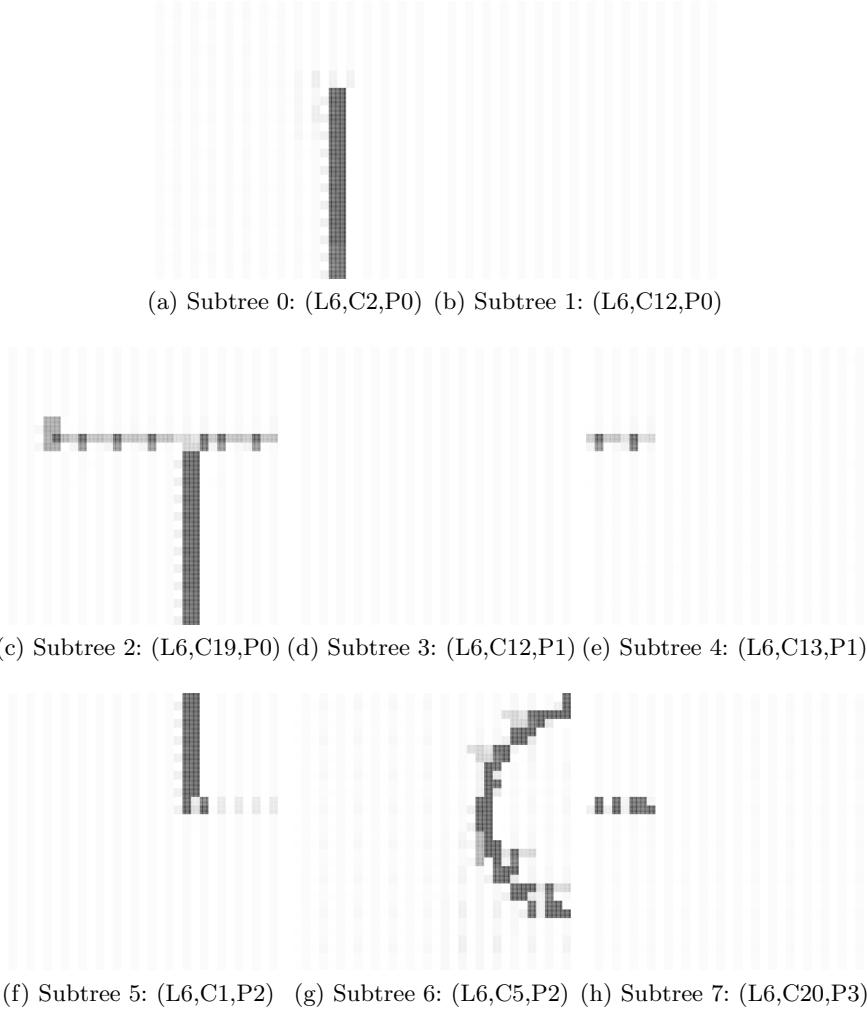 (a) Subtree 0: (L6,C2,P0) (b) Subtree 1: (L6,C12,P0)
(c) Subtree 2: (L6,C19,P0) (d) Subtree 3: (L6,C12,P1) (e) Subtree 4: (L6,C13,P1)
(f) Subtree 5: (L6,C1,P2) (g) Subtree 6: (L6,C5,P2) (h) Subtree 7: (L6,C20,P3)